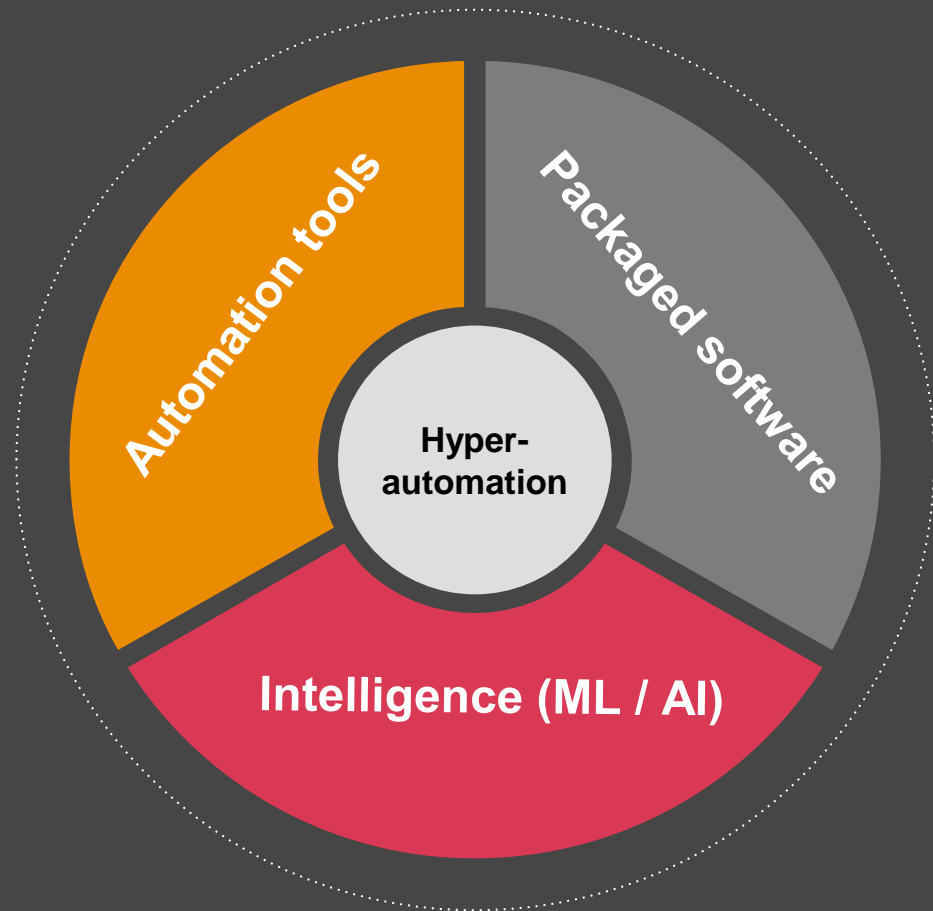 Automation tools
Packaged software
Hyper-
automation
Intelligence (ML / AI)